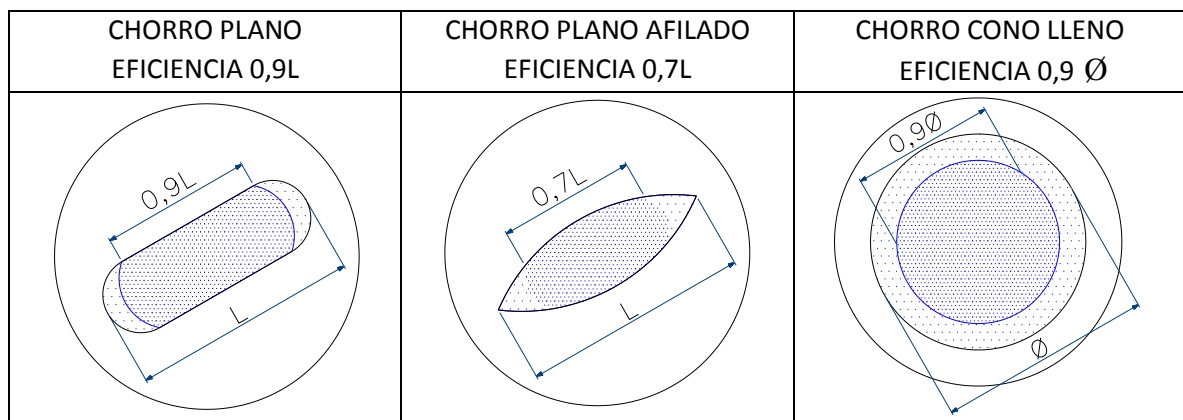 CHORRO PLANO
EFICIENCIA 0,9L
CHORRO PLANO AFILADO
EFICIENCIA 0,7L
CHORRO CONO LLENO
EFICIENCIA 0,9 Ø
0,9L
L
0,7L
L
0,9Ø
Ø